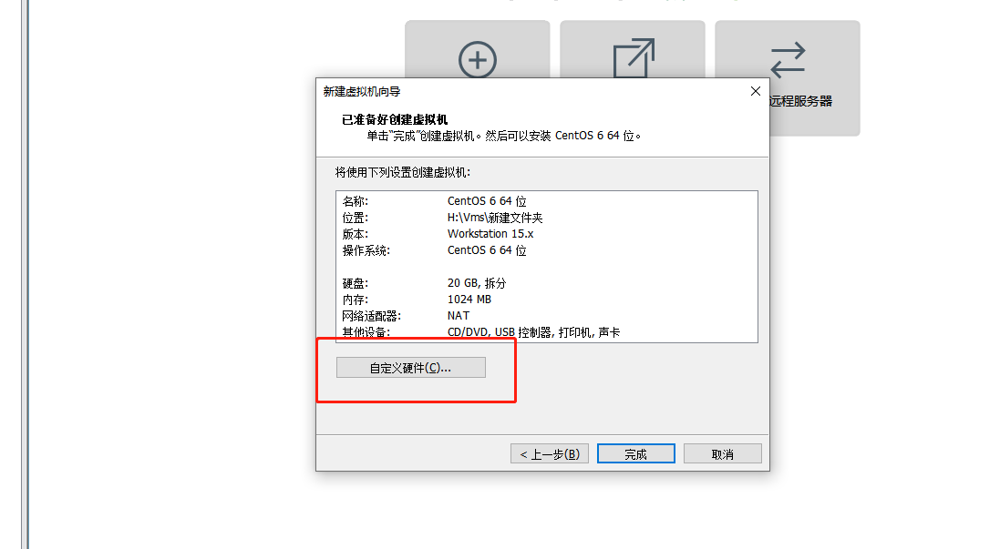 远程服务器
新建虚拟机向导
已准备好创建虚拟机
单击“完成”创建虚拟机。然后可以安装 CentOS 6 64 位。
将使用下列设置创建虚拟机:
名称: CentOS 6 64 位
位置: H:\Vms\新建文件夹
版本: Workstation 15.x
操作系统: CentOS 6 64 位
硬盘: 20 GB, 拆分
内存: 1024 MB
网络适配器: NAT
其他设备: CD/DVD, USB 控制器, 打印机, 声卡
自定义硬件(C)...
< 上一步(B) 完成 取消